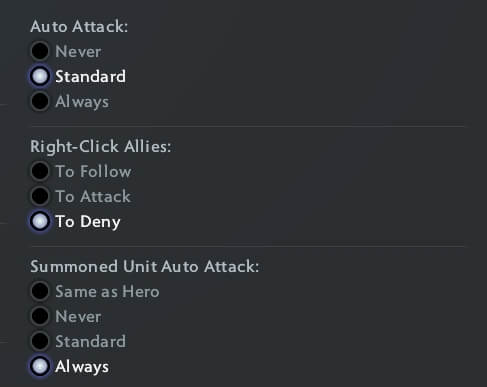 Auto Attack:
Never
Standard
Always
Right-Click Allies:
To Follow
To Attack
To Deny
Summoned Unit Auto Attack:
Same as Hero
Never
Standard
Always